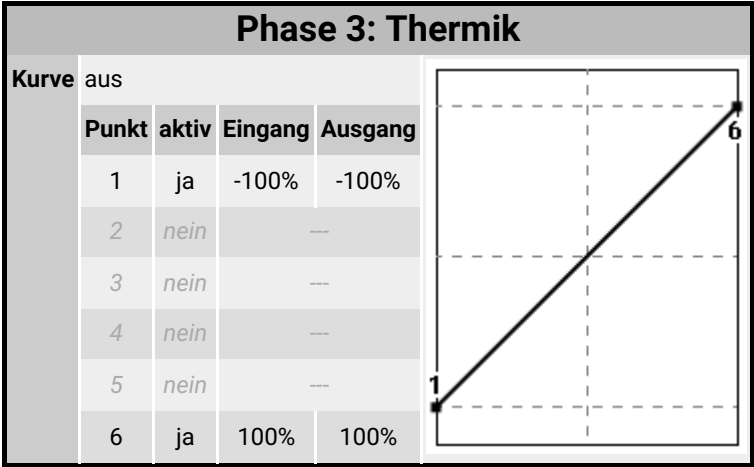 Phase 3: Thermik
Kurve aus
Punkt aktiv Eingang Ausgang
1 ja -100% -100%
2 nein ---
3 nein ---
4 nein ---
5 nein ---
6 ja 100% 100%
6
1